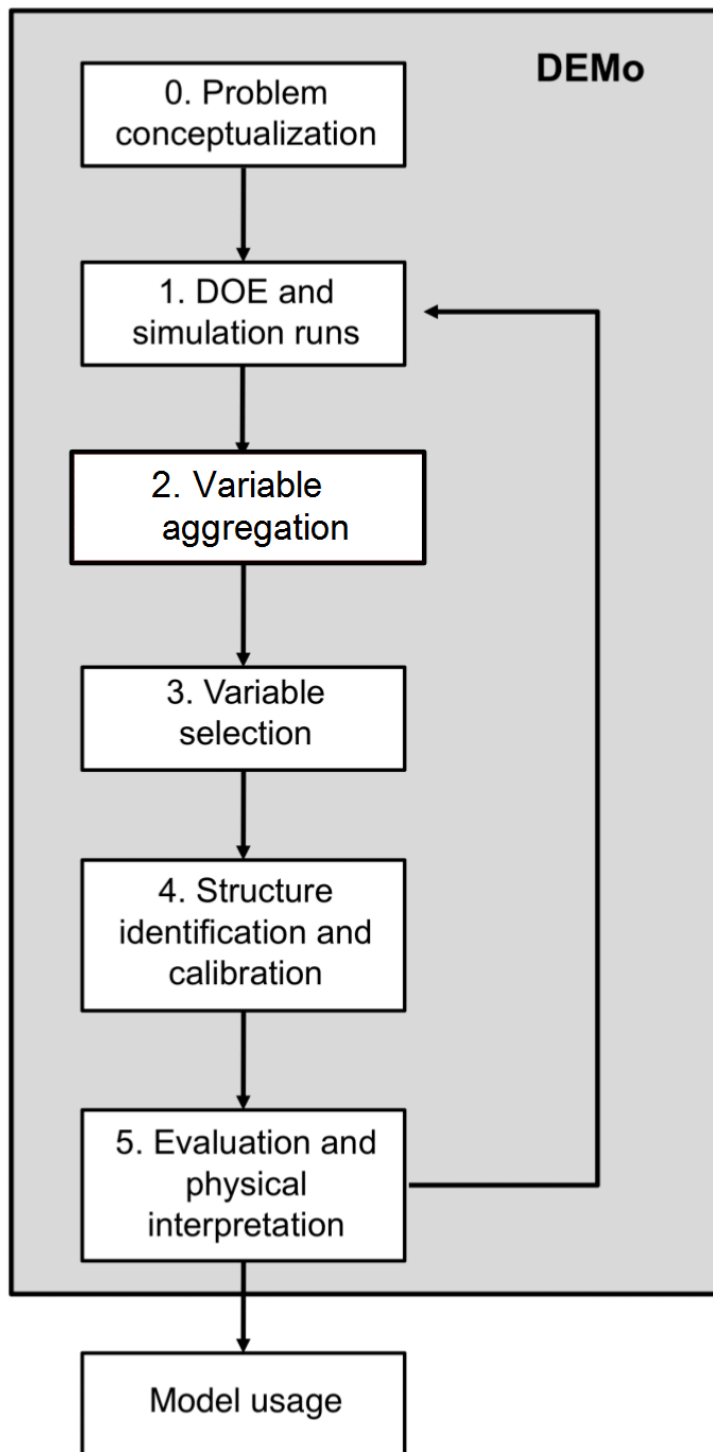 DEMo
0. Problem
conceptualization
1. DOE and
simulation runs
2. Variable
aggregation
3. Variable
selection
4. Structure
identification and
calibration
5. Evaluation and
physical
interpretation
Model usage